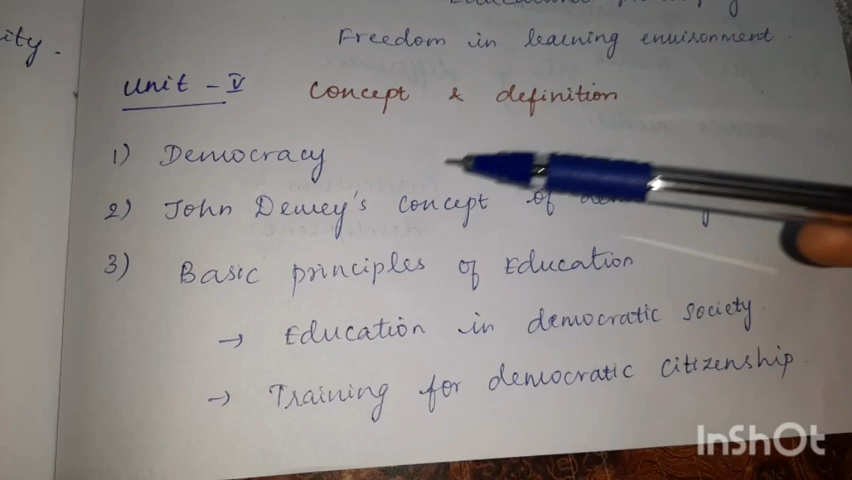 ity.
Freedom in learning environment.
Unit - V Concept & definition
1) Democracy
2) John Dewey's concept of
3) Basic principles of Education
→ Education in democratic society.
→ Training for democratic citizenship.
InShOt